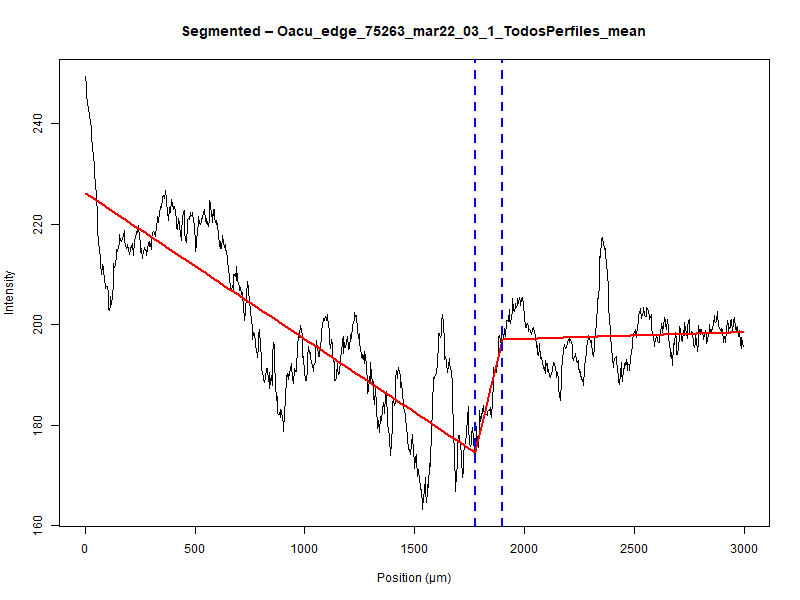 Segmented – Oacu_edge_75263_mar22_03_1_TodosPerfiles_mean
Intensity
240
220
200
180
160
0 500 1000 1500 2000 2500 3000
Position (µm)